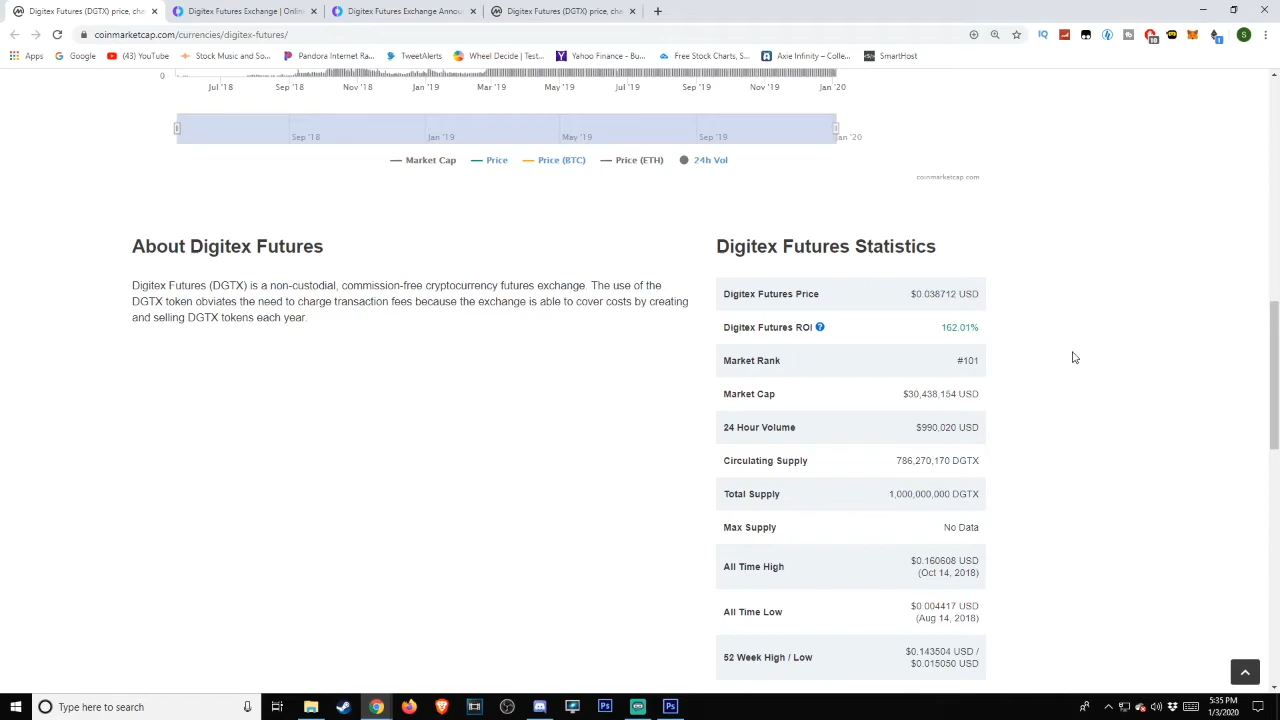 Digitex Futures (DGTX) price, cha
Digitex Futures Exchange | Online
Digitex Futures Exchange Announc
Digitex Futures (DGTX) price, cha
coinmarketcap.com/currencies/digitex-futures/
Apps
Google
(43) YouTube
Stock Music and So...
Pandora Internet Ra...
TweetAlerts
Wheel Decide | Test...
Yahoo Finance - Bu...
Free Stock Charts, S...
Axie Infinity – Colle...
SmartHost
0
Jul '18
Sep '18
Nov '18
Jan '19
Mar '19
May '19
Jul '19
Sep '19
Nov '19
Jan '20
Sep '18
Jan '19
May '19
Sep '19
Jan '20
Market Cap
Price
Price (BTC)
Price (ETH)
24h Vol
coinmarketcap.com
About Digitex Futures
Digitex Futures (DGTX) is a non-custodial, commission-free cryptocurrency futures exchange. The use of the
DGTX token obviates the need to charge transaction fees because the exchange is able to cover costs by creating
and selling DGTX tokens each year.
Digitex Futures Statistics
Digitex Futures Price $0.038712 USD
Digitex Futures ROI ? 162.01%
Market Rank #101
Market Cap $30,438,154 USD
24 Hour Volume $990,020 USD
Circulating Supply 786,270,170 DGTX
Total Supply 1,000,000,000 DGTX
Max Supply No Data
All Time High $0.160608 USD
(Oct 14, 2018)
All Time Low $0.004417 USD
(Aug 14, 2018)
52 Week High / Low $0.143504 USD /
$0.015050 USD
Type here to search
5:35 PM
1/3/2020